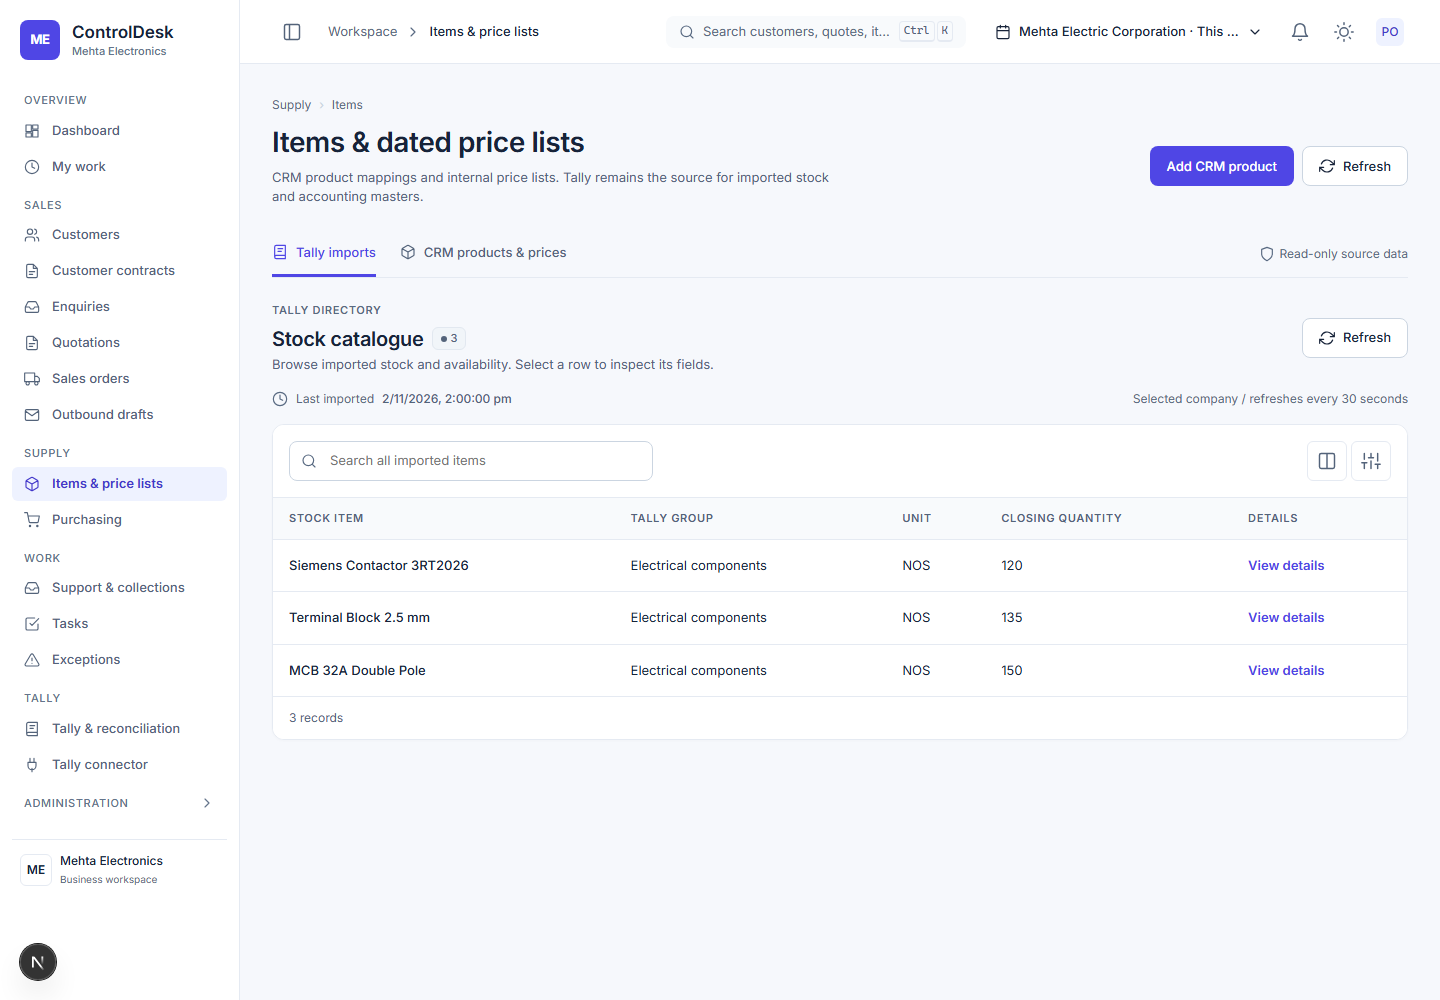 ME
ControlDesk
Mehta Electronics
OVERVIEW
Dashboard
My work
SALES
Customers
Customer contracts
Enquiries
Quotations
Sales orders
Outbound drafts
SUPPLY
Items & price lists
Purchasing
WORK
Support & collections
Tasks
Exceptions
TALLY
Tally & reconciliation
Tally connector
ADMINISTRATION
ME
Mehta Electronics
Business workspace
N
Workspace > Items & price lists
Search customers, quotes, it... Ctrl K
Mehta Electric Corporation · This ...
PO
Supply > Items
Items & dated price lists
CRM product mappings and internal price lists. Tally remains the source for imported stock
and accounting masters.
Add CRM product
Refresh
Tally imports
CRM products & prices
Read-only source data
TALLY DIRECTORY
Stock catalogue 3
Refresh
Browse imported stock and availability. Select a row to inspect its fields.
Last imported 2/11/2026, 2:00:00 pm
Selected company / refreshes every 30 seconds
Search all imported items
STOCK ITEM TALLY GROUP UNIT CLOSING QUANTITY DETAILS
Siemens Contactor 3RT2026 Electrical components NOS 120 View details
Terminal Block 2.5 mm Electrical components NOS 135 View details
MCB 32A Double Pole Electrical components NOS 150 View details
3 records